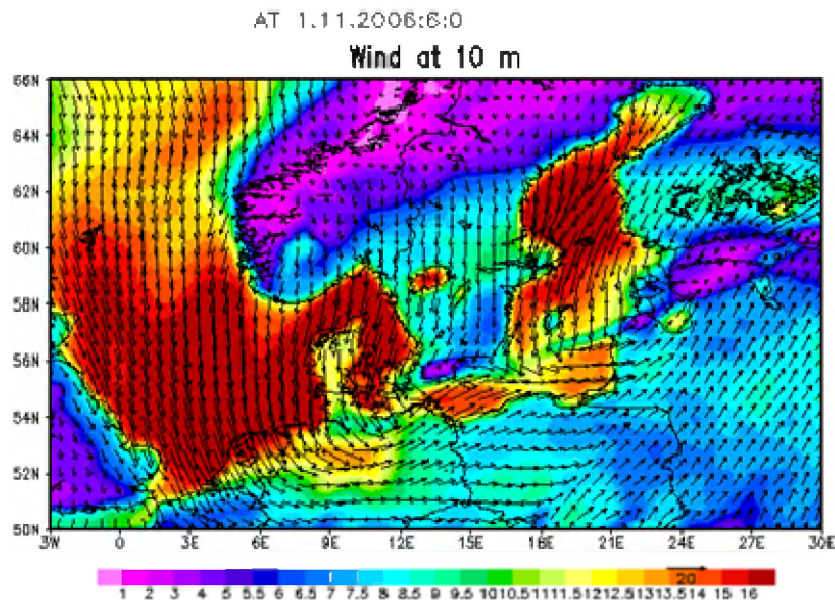 AT 1.11.2006:6:0
Wind at 10 m
66N
64N
62N
60N
58N
56N
54N
52N
50N
3W 0 3E 6E 9E 12E 15E 18E 21E 24E 27E 30E
20
1 2 3 4 5 5.5 6 6.5 7 7.5 8 8.5 9 9.5 10 10.5 11 11.5 12 12.5 13 13.5 14 15 16